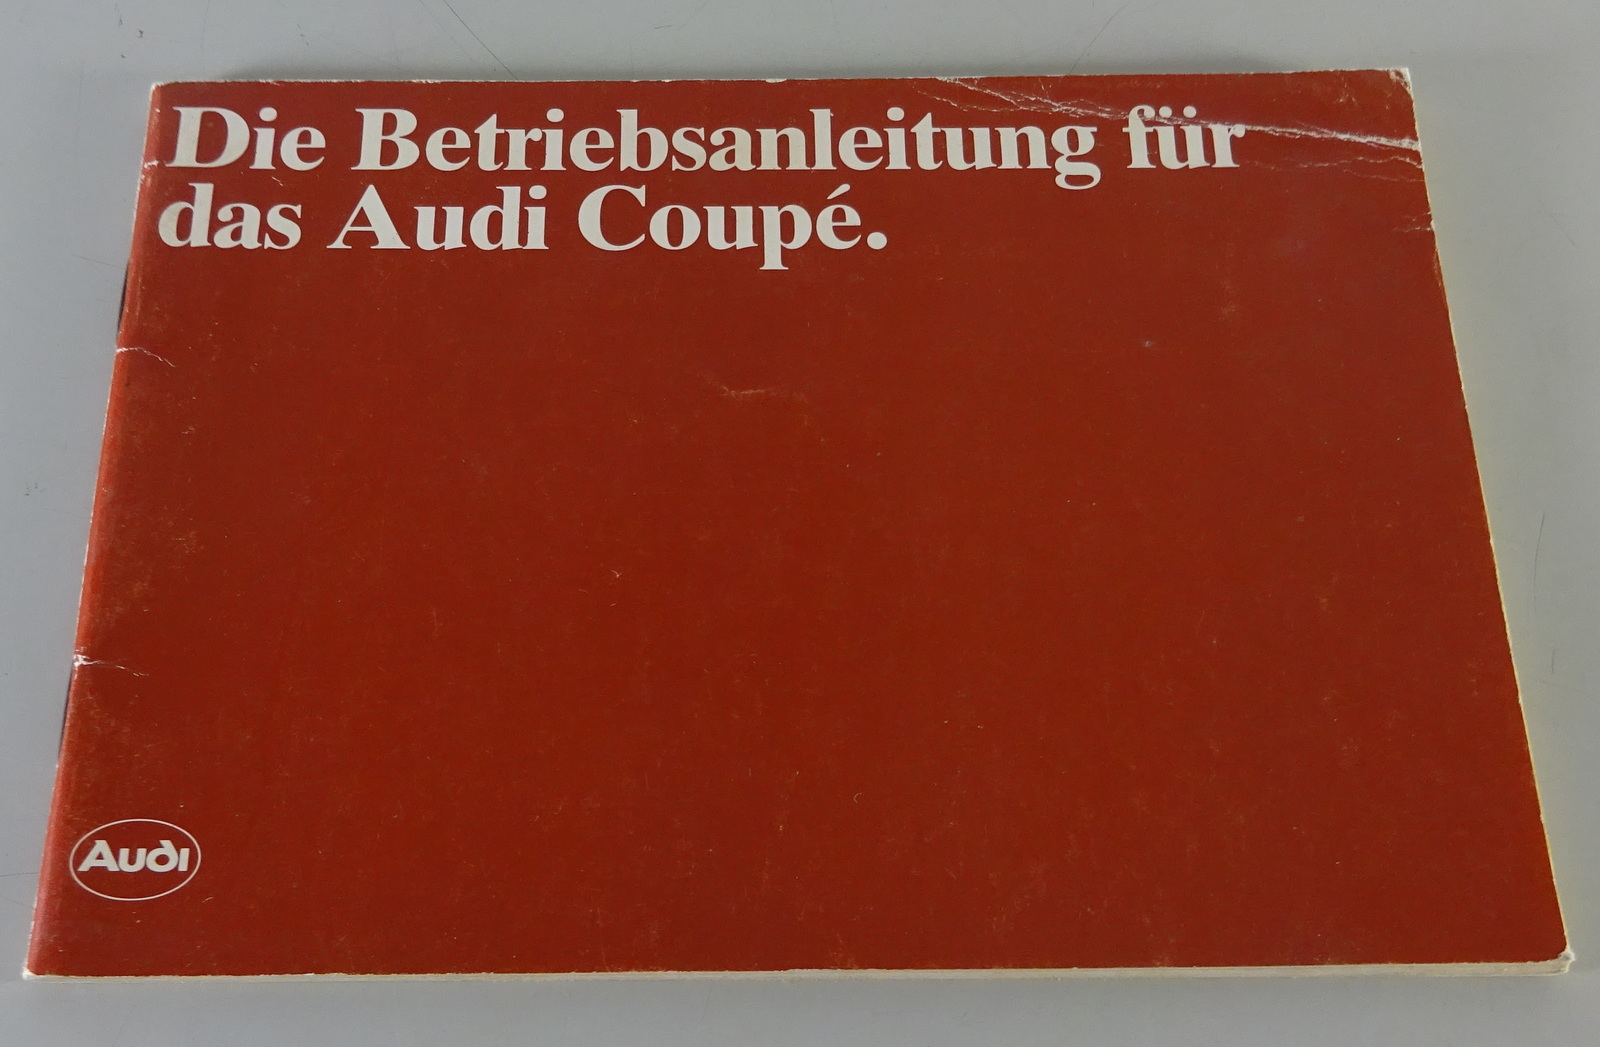 Die Betriebsanleitung für
das Audi Coupé.
Audi